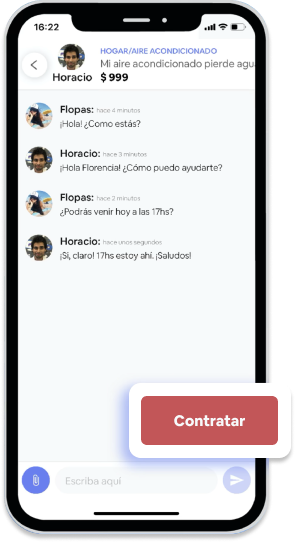 16:22
HOGAR/AIRE ACONDICIONADO
Mi aire acondicionado pierde agua
Horacio $ 999
Flopas: hace 4 minutos
¡Hola! ¿Como estás?
Horacio: hace 3 minutos
¡Hola Florencia! ¿Cómo puedo ayudarte?
Flopas: hace 2 minutos
¿Podrás venir hoy a las 17hs?
Horacio: hace unos segundos
¡Si, claro! 17hs estoy ahí. ¡Saludos!
Contratar
Escriba aquí